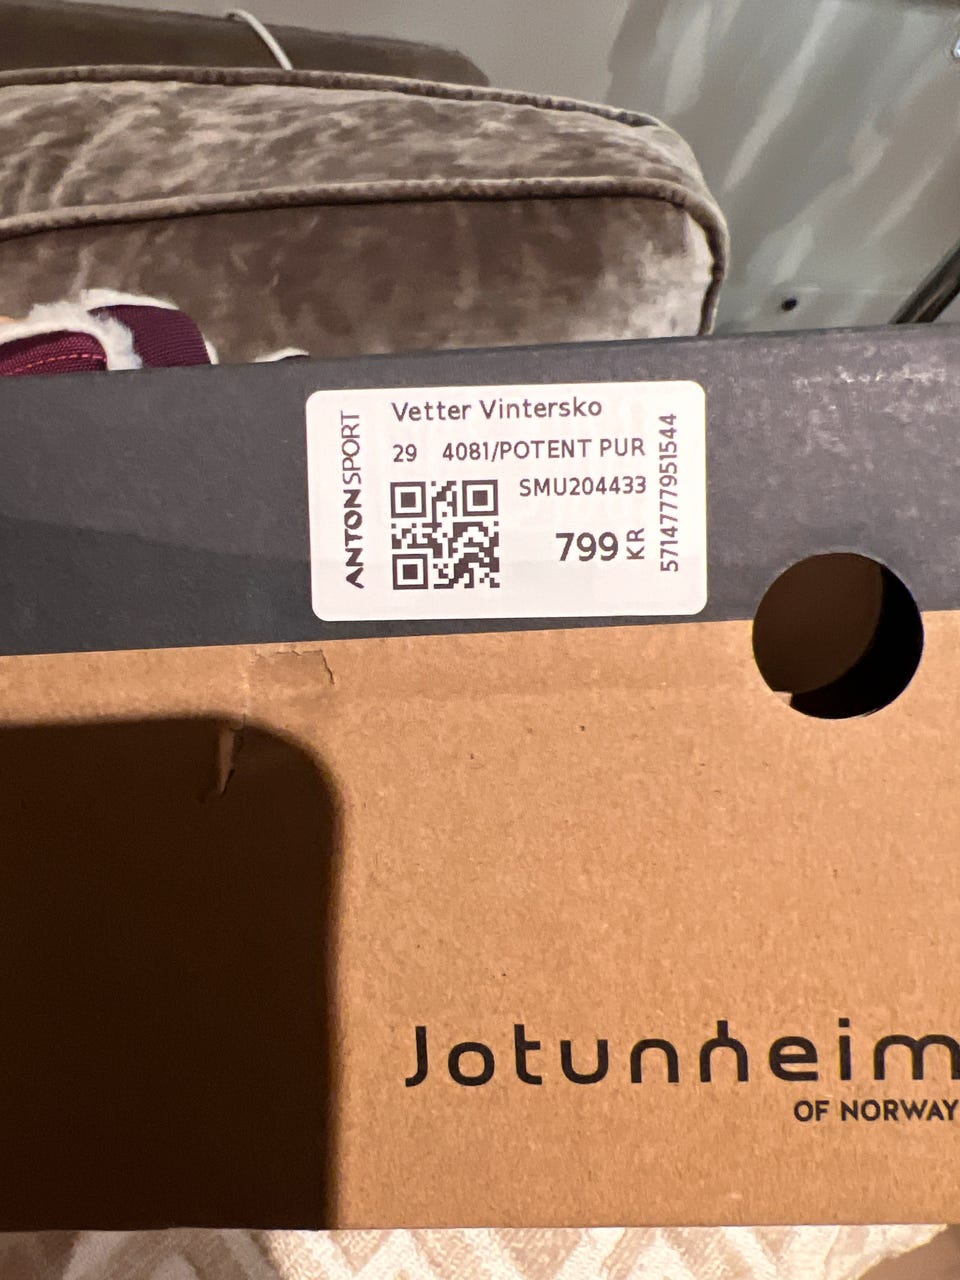 Vetter Vintersko
29 4081/POTENT PUR
SMU204433
799 KR
ANTONSPORT
5714777951544
Jotunheim
OF NORWAY